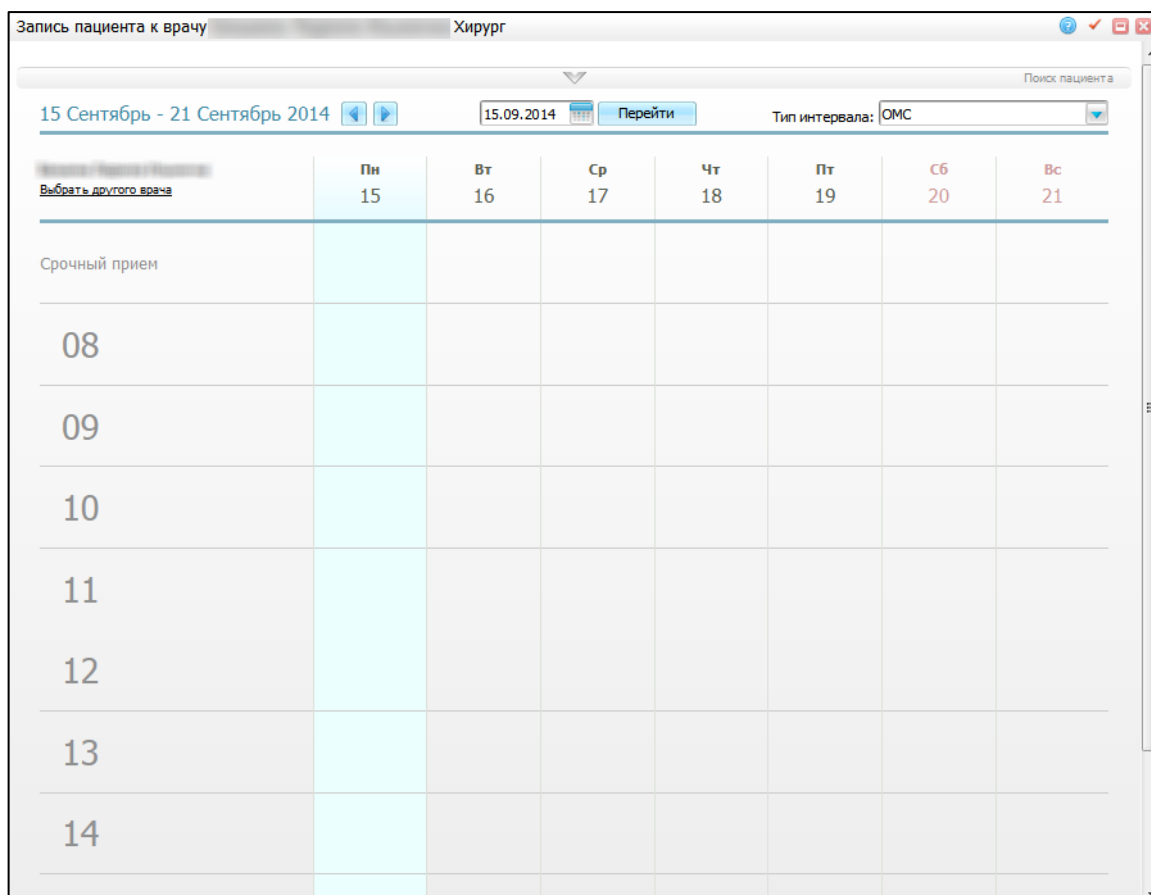 Запись пациента к врачу Хирург
Поиск пациента
15 Сентябрь - 21 Сентябрь 2014 15.09.2014 Перейти Тип интервала: ОМС
Пн Вт Ср Чт Пт Сб Вс
Выбрать другого врача
15 16 17 18 19 20 21
Срочный прием
08
09
10
11
12
13
14